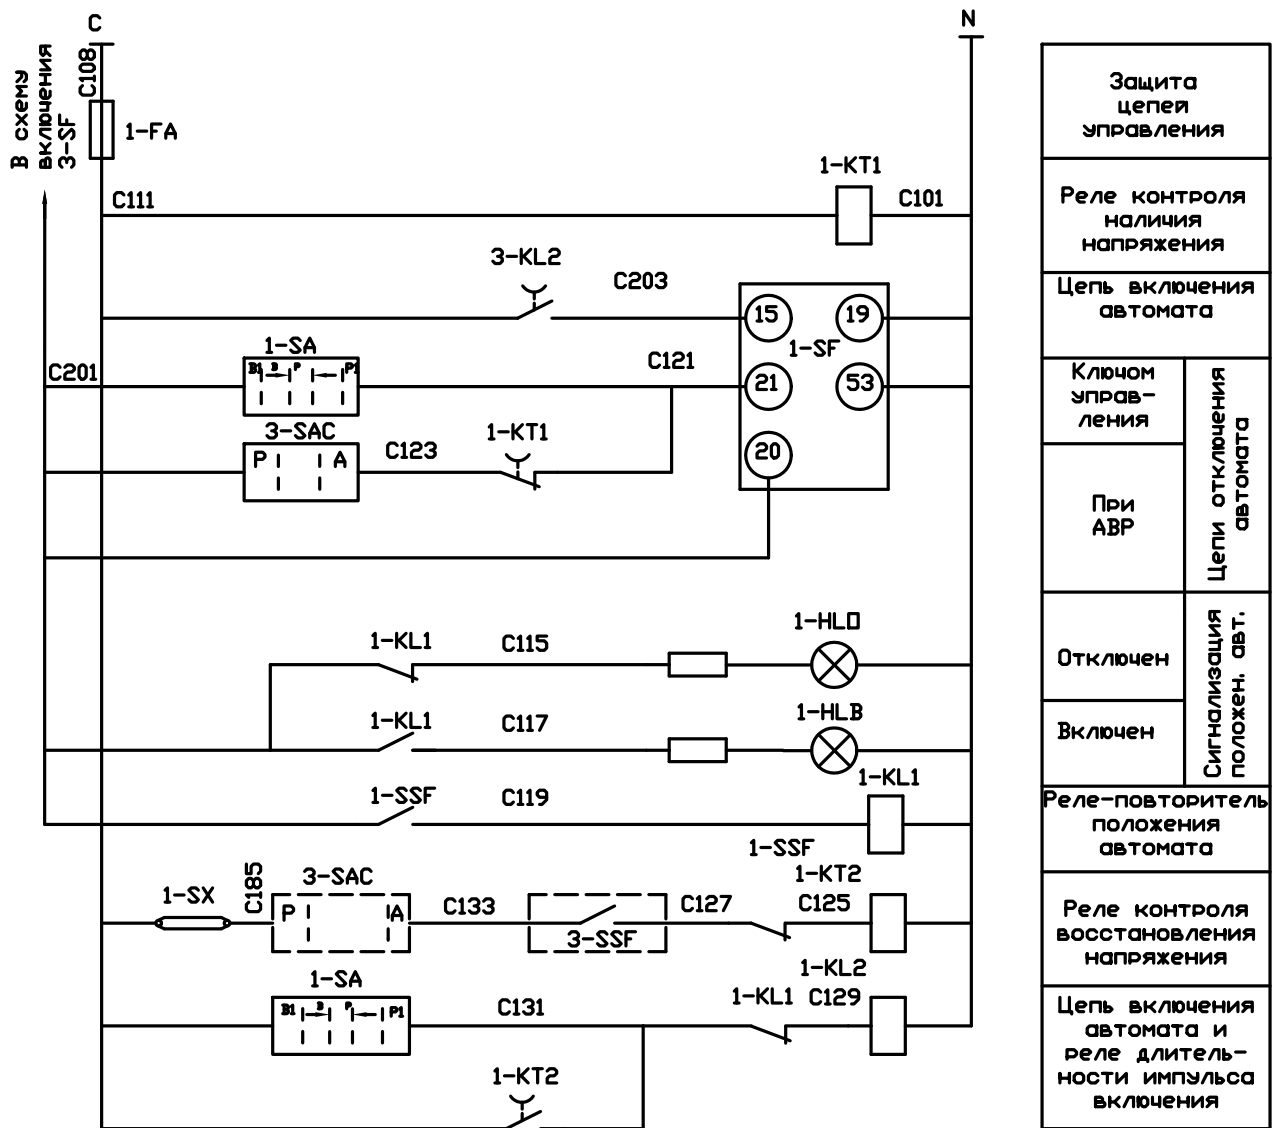 C
N
C108
В схему
включения
3-SF
1-FA
1-KT1
C111
C101
3-KL2
C203
15
19
1-SF
1-SA
C201
В1 В Р Р1
C121
21
53
3-SAC
P A
C123
1-KT1
20
1-KL1
C115
1-HLO
1-KL1
C117
1-HLB
1-SSF
C119
1-KL1
1-SSF
1-SX
C185
3-SAC
P A
C133
3-SSF
C127
1-KT2
C125
1-SA
В1 В Р Р1
C131
1-KL1
1-KL2
C129
1-KT2
Защита
цепей
управления
Реле контроля
наличия
напряжения
Цепь включения
автомата
Ключом
управ-
ления
При
АВР
Цепи отключения
автомата
Отключен
Включен
Сигнализация
положен. авт.
Реле-повторитель
положения
автомата
Реле контроля
восстановления
напряжения
Цепь включения
автомата и
реле длитель-
ности импульса
включения